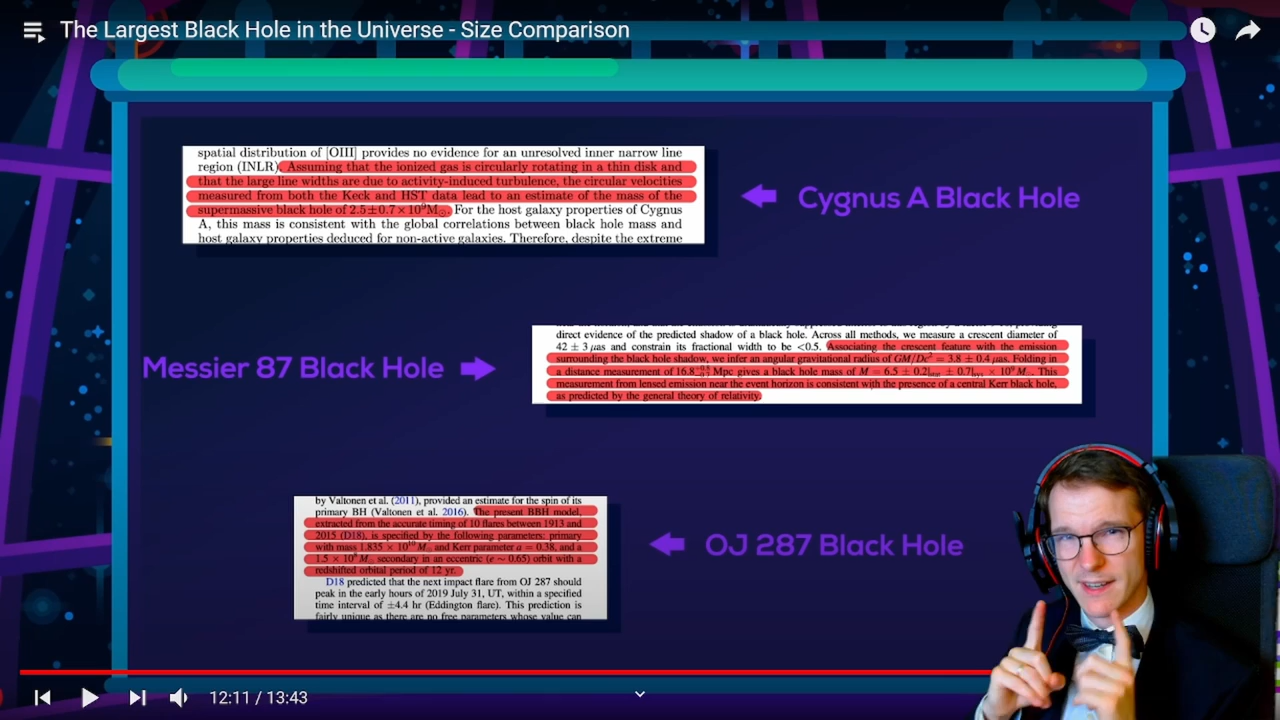 The Largest Black Hole in the Universe - Size Comparison
spatial distribution of [OIII] provides no evidence for an unresolved inner narrow line
region (INLR). Assuming that the ionized gas is circularly rotating in a thin disk and
that the large line widths are due to activity-induced turbulence, the circular velocities
measured from both the Keck and HST data lead to an estimate of the mass of the
supermassive black hole of 2.5±0.7×10⁹M⊙. For the host galaxy properties of Cygnus
A, this mass is consistent with the global correlations between black hole mass and
host galaxy properties deduced for non-active galaxies. Therefore, despite the extreme
Cygnus A Black Hole
Messier 87 Black Hole
direct evidence of the predicted shadow of a black hole. Across all methods, we measure a crescent diameter of
42 ± 3 μas and constrain its fractional width to be <0.5. Associating the crescent feature with the emission
surrounding the black hole shadow, we infer an angular gravitational radius of GM/Dc² = 3.8 ± 0.4 μas. Folding in
a distance measurement of 16.8 Mpc gives a black hole mass of M = 6.5 ± 0.2|stat ± 0.7|sys × 10⁹ M⊙. This
measurement from lensed emission near the event horizon is consistent with the presence of a central Kerr black hole,
as predicted by the general theory of relativity.
by Valtonen et al. (2011), provided an estimate for the spin of its
primary BH (Valtonen et al. 2016). The present BBH model,
extracted from the accurate timing of 10 flares between 1913 and
2015 (D18), is specified by the following parameters: primary
with mass 1.835 × 10¹⁰ M⊙ and Kerr parameter a = 0.38, and a
1.5 × 10⁸ M⊙ secondary in an eccentric (e ∼ 0.65) orbit with a
redshifted orbital period of 12 yr.
D18 predicted that the next impact flare from OJ 287 should
peak in the early hours of 2019 July 31, UT, within a specified
time interval of ±4.4 hr (Eddington flare). This prediction is
fairly unique as there are no free parameters whose value can
OJ 287 Black Hole
12:11 / 13:43